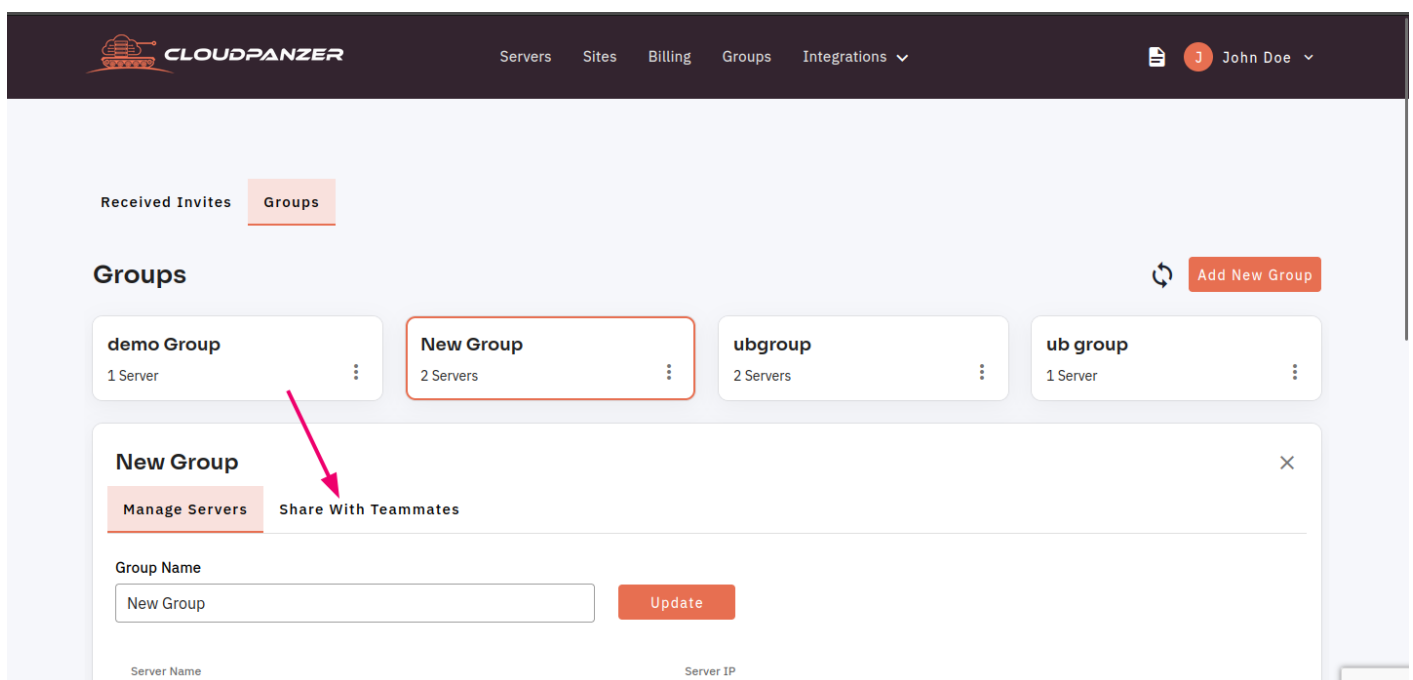 CLOUDPANZER Servers Sites Billing Groups Integrations J John Doe
Received Invites Groups
Groups Add New Group
demo Group New Group ubgroup ub group
1 Server 2 Servers 2 Servers 1 Server
New Group
Manage Servers Share With Teammates
Group Name
New Group Update
Server Name Server IP